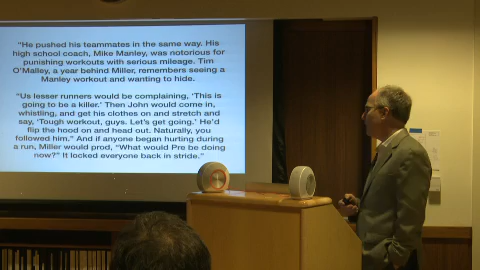 "He pushed his teammates in the same way. His
high school coach, Mike Manley, was notorious for
punishing workouts with serious mileage. Tim
O'Malley, a year behind Miller, remembers seeing a
Manley workout and wanting to hide.
"Us lesser runners would be complaining, 'This is
going to be a killer.' Then John would come in,
whistling, and get his clothes on and stretch and
say, 'Tough workout, guys. Let's get going.' He'd
flip the hood on and head out. Naturally, you
followed him." And if anyone began hurting during
a run, Miller would prod, "What would Pre be doing
now?" It locked everyone back in stride."